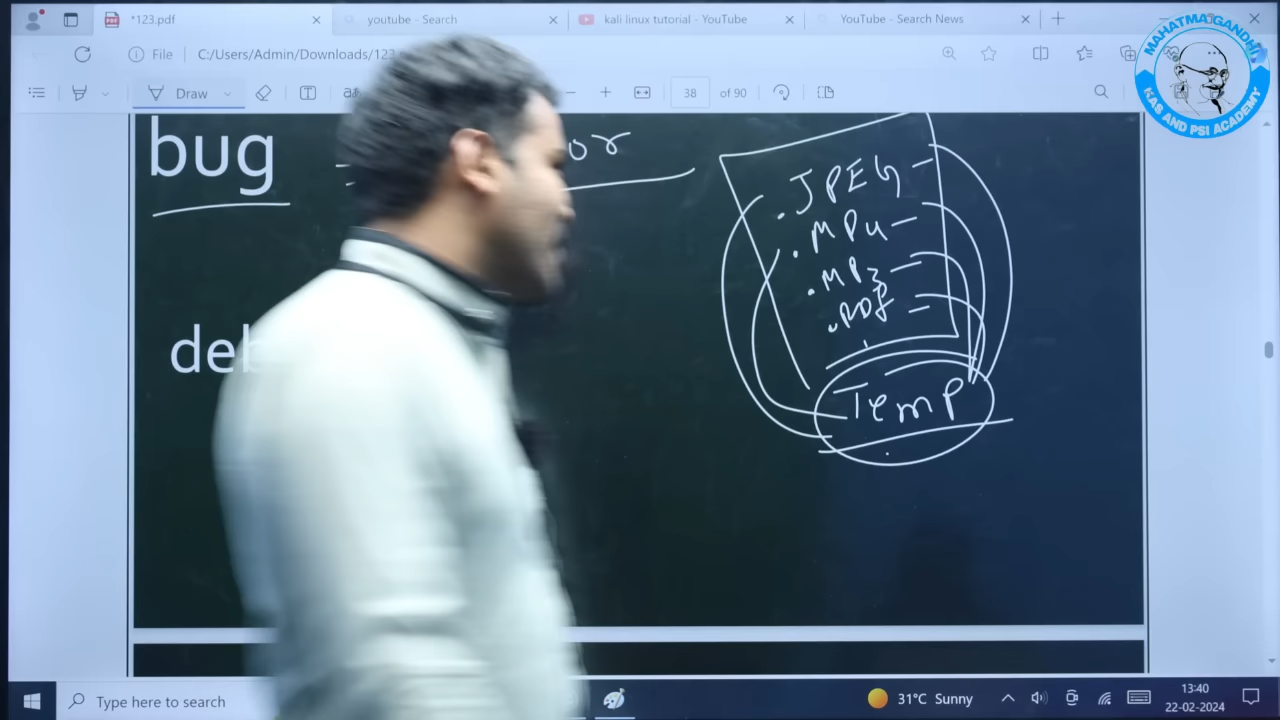 *123.pdf
youtube - Search
kali linux tutorial - YouTube
YouTube - Search News
File
C:/Users/Admin/Downloads/123
Draw
38 of 90
MAHATMA GANDHI
KAS AND PSI ACADEMY
bug
or
.JPEG
.MP4
.MP3
.PDF
Temp
deb
Type here to search
31°C Sunny
13:40
22-02-2024